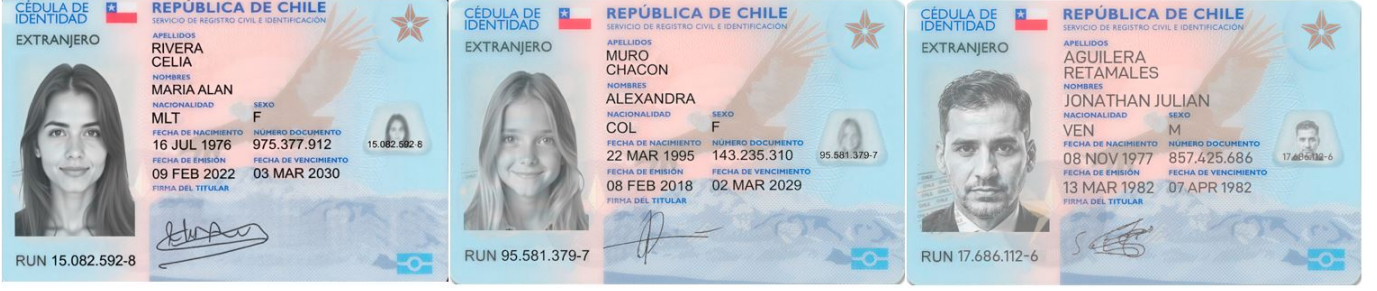 CÉDULA DE
IDENTIDAD
REPÚBLICA DE CHILE
SERVICIO DE REGISTRO CIVIL E IDENTIFICACIÓN
EXTRANJERO
APELLIDOS
RIVERA
CELIA
NOMBRES
MARIA ALAN
NACIONALIDAD SEXO
MLT F
FECHA DE NACIMIENTO NÚMERO DOCUMENTO
16 JUL 1976 975.377.912
15.082.592-8
FECHA DE EMISIÓN FECHA DE VENCIMIENTO
09 FEB 2022 03 MAR 2030
FIRMA DEL TITULAR
RUN 15.082.592-8
CÉDULA DE
IDENTIDAD
REPÚBLICA DE CHILE
SERVICIO DE REGISTRO CIVIL E IDENTIFICACIÓN
EXTRANJERO
APELLIDOS
MURO
CHACON
NOMBRES
ALEXANDRA
NACIONALIDAD SEXO
COL F
FECHA DE NACIMIENTO NÚMERO DOCUMENTO
22 MAR 1995 143.235.310
95.581.379-7
FECHA DE EMISIÓN FECHA DE VENCIMIENTO
08 FEB 2018 02 MAR 2029
FIRMA DEL TITULAR
RUN 95.581.379-7
CÉDULA DE
IDENTIDAD
REPÚBLICA DE CHILE
SERVICIO DE REGISTRO CIVIL E IDENTIFICACIÓN
EXTRANJERO
APELLIDOS
AGUILERA
RETAMALES
NOMBRES
JONATHAN JULIAN
NACIONALIDAD SEXO
VEN M
FECHA DE NACIMIENTO NÚMERO DOCUMENTO
08 NOV 1977 857.425.686
17.686.112-6
FECHA DE EMISIÓN FECHA DE VENCIMIENTO
13 MAR 1982 07 APR 1982
FIRMA DEL TITULAR
RUN 17.686.112-6